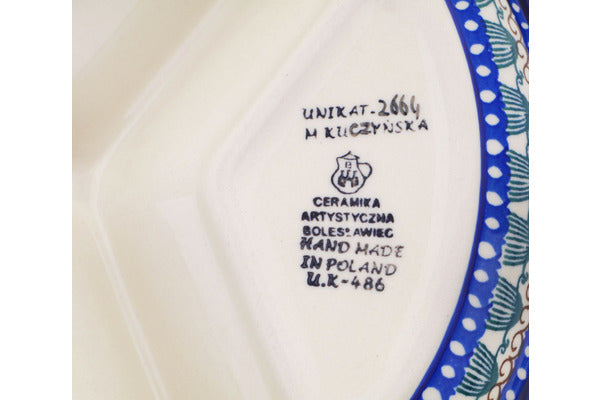 UNIKAT-2664
M KUCZYŃSKA
B
CERAMIKA
ARTYSTYCZNA
BOLESŁAWIEC
HAND MADE
IN POLAND
U.K-486